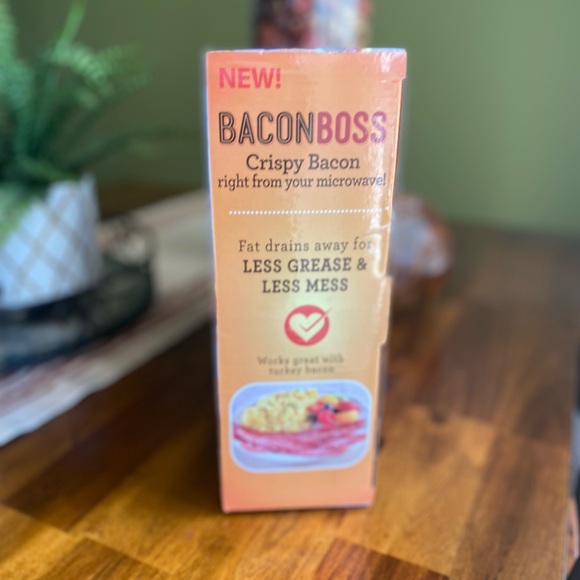 NEW!
BACONBOSS
Crispy Bacon
right from your microwave!
Fat drains away for
LESS GREASE &
LESS MESS
Works great with
turkey bacon